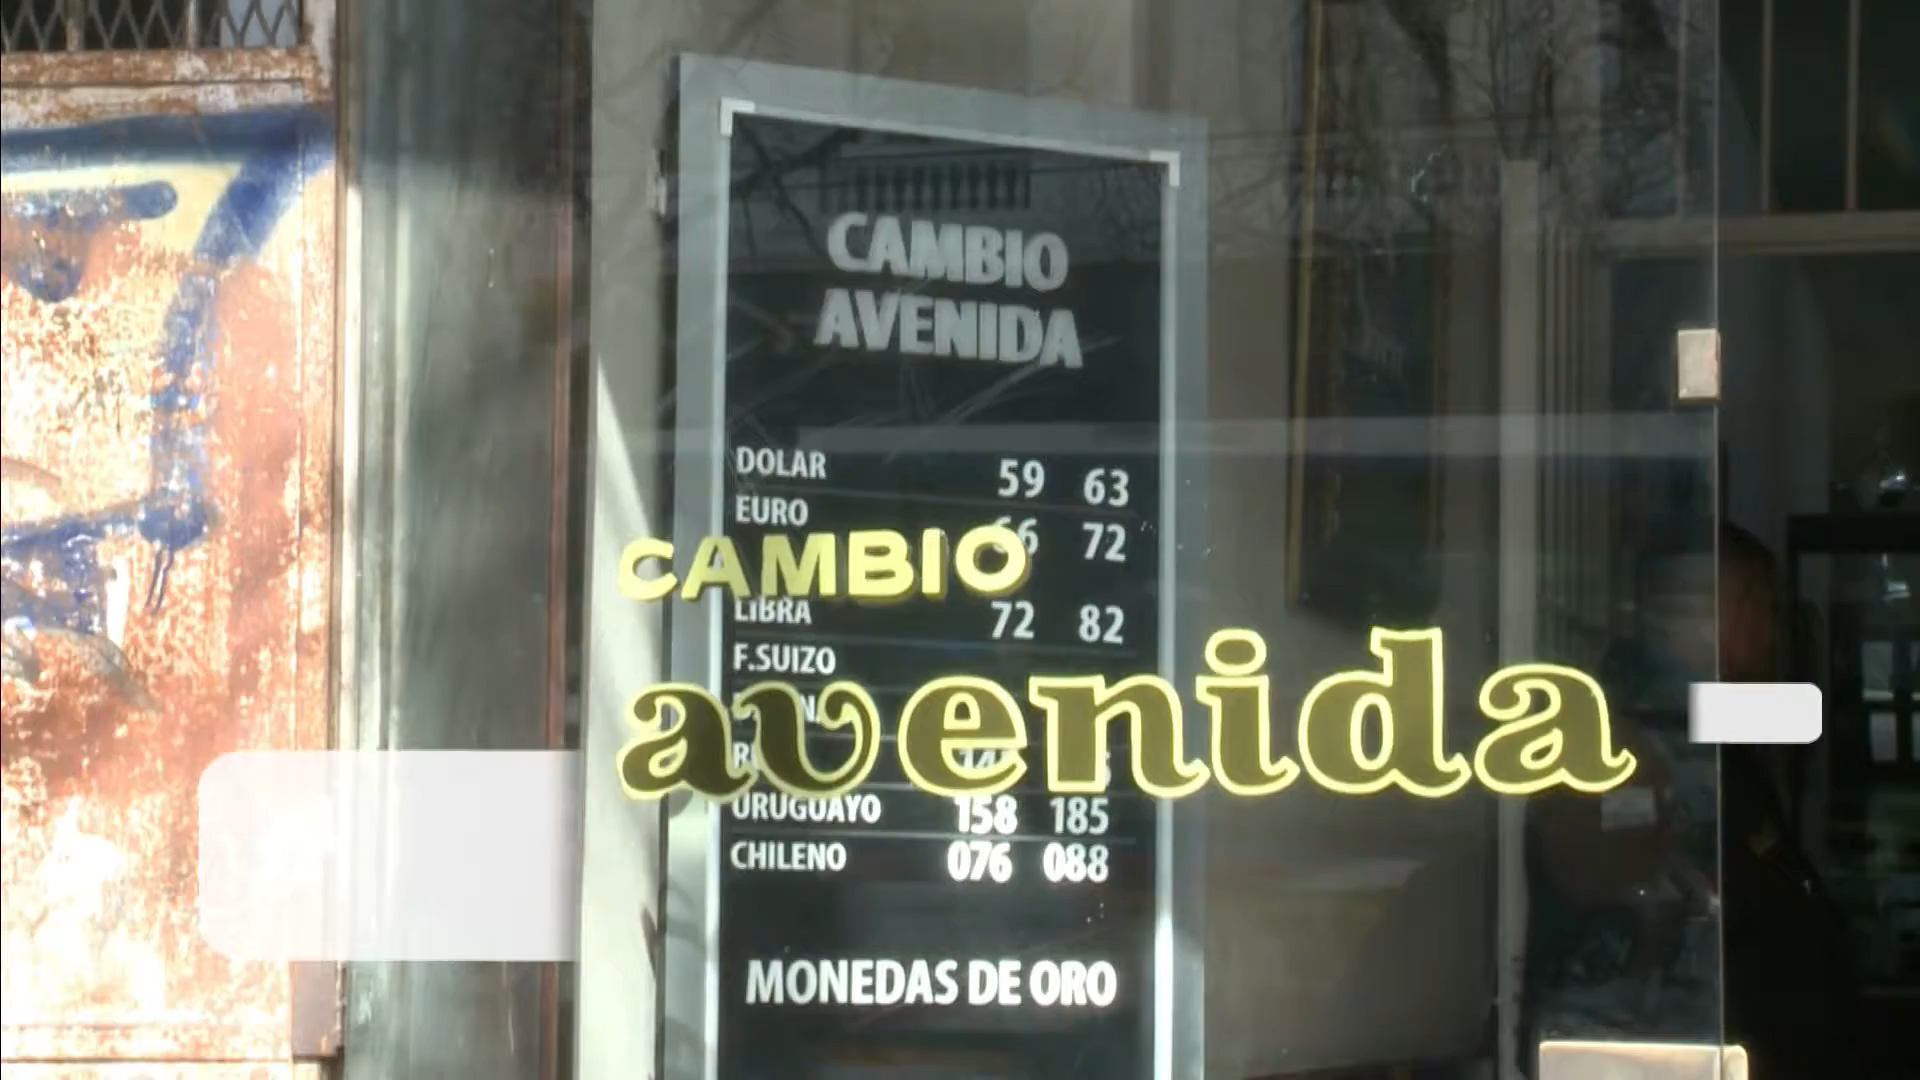 CAMBIO
AVENIDA
DOLAR 59 63
EURO 66 72
CAMBIO
LIBRA 72 82
F.SUIZO
avenida
URUGUAYO 158 185
CHILENO 076 088
MONEDAS DE ORO